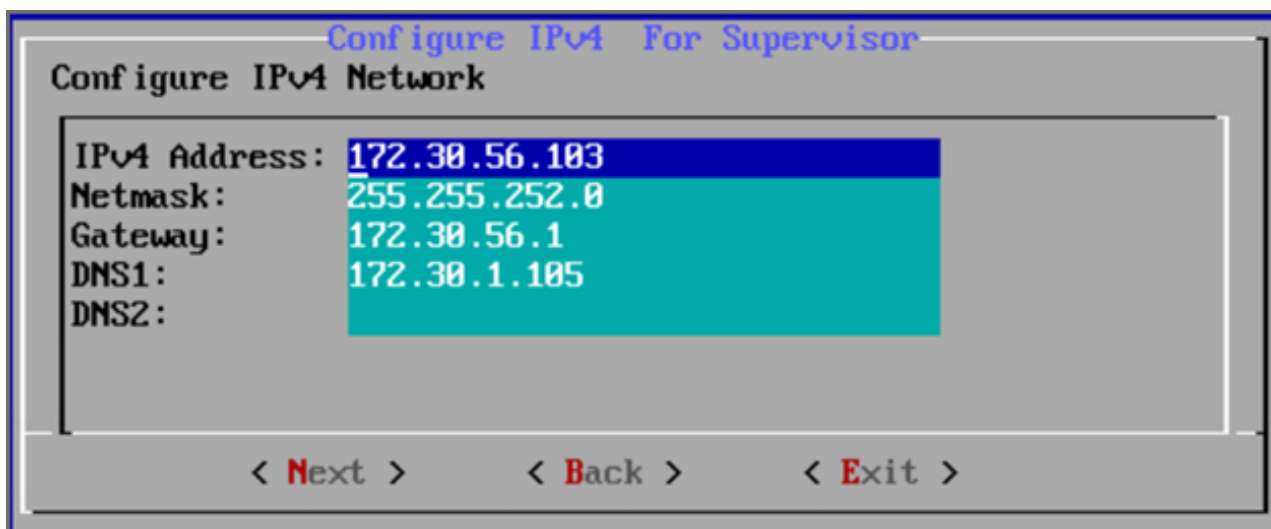 Configure IPv4 For Supervisor
Configure IPv4 Network
IPv4 Address: 172.30.56.103
Netmask: 255.255.252.0
Gateway: 172.30.56.1
DNS1: 172.30.1.105
DNS2:
< Next > < Back > < Exit >